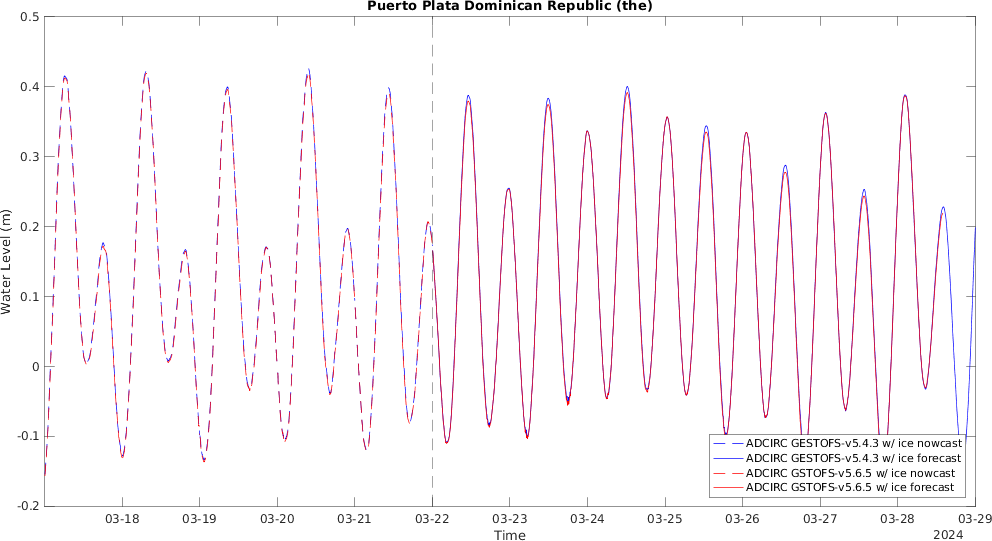 Puerto Plata Dominican Republic (the)
0.5
0.4
0.3
0.2
0.1
0
-0.1
-0.2
Water Level (m)
ADCIRC GESTOFS-v5.4.3 w/ ice nowcast
ADCIRC GESTOFS-v5.4.3 w/ ice forecast
ADCIRC GSTOFS-v5.6.5 w/ ice nowcast
ADCIRC GSTOFS-v5.6.5 w/ ice forecast
03-18 03-19 03-20 03-21 03-22 03-23 03-24 03-25 03-26 03-27 03-28 03-29
Time 2024